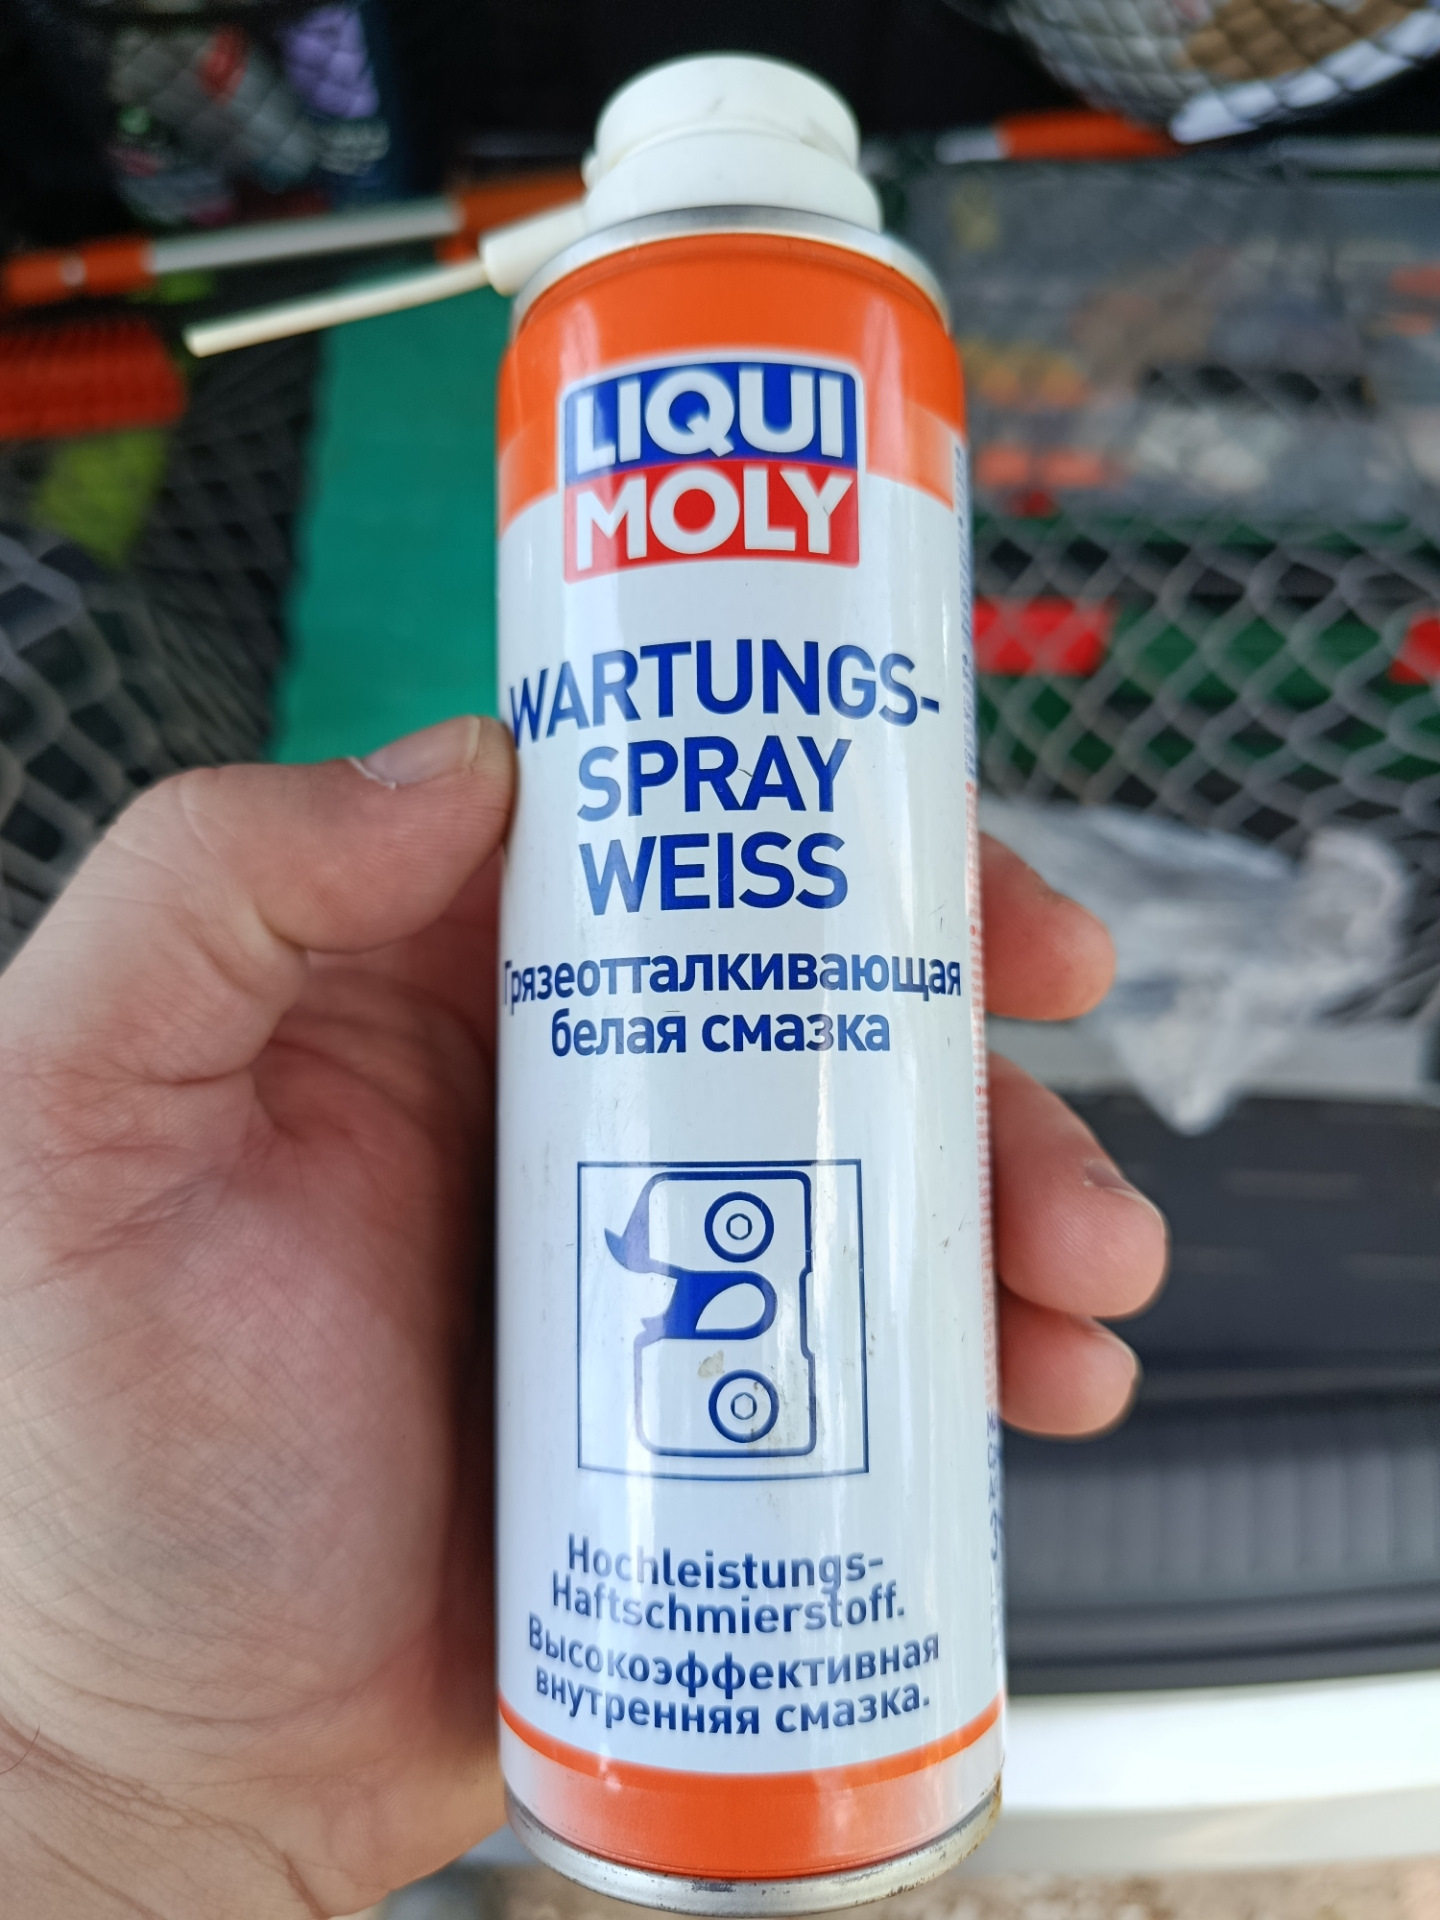 LIQUI
MOLY
WARTUNGS-
SPRAY
WEISS
Грязеотталкивающая
белая смазка
Hochleistungs-
Haftschmierstoff.
Высокоэффективная
внутренняя смазка.